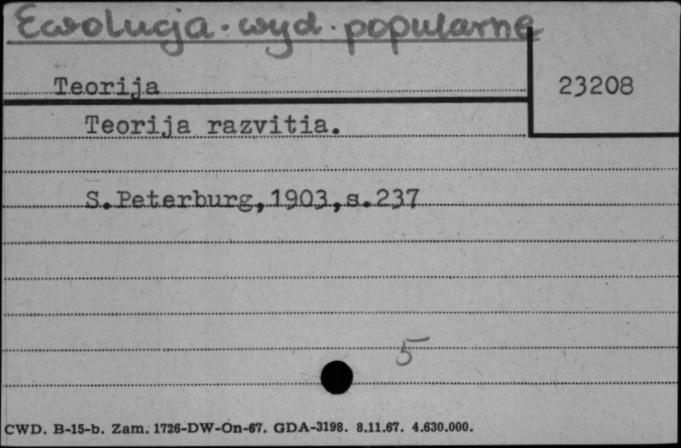 Ewolucja · wyd · popularne
Teorija
23208
Teorija razvitia.
S.Peterburg,1903,s.237
5
CWD. B-15-b. Zam. 1726-DW-On-67. GDA-3198. 8.11.67. 4.630.000.